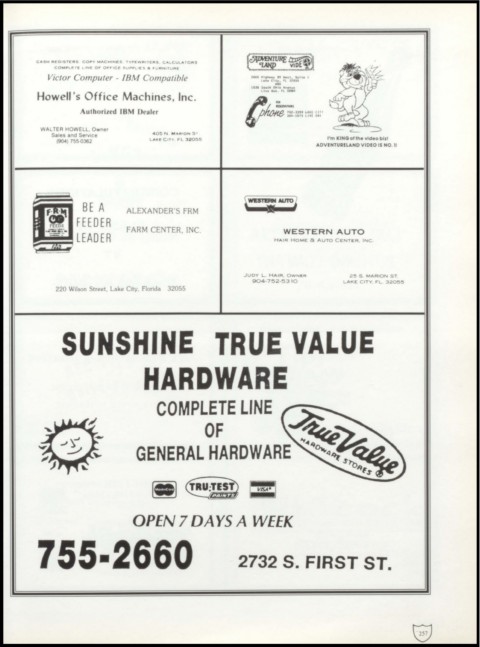 CASH REGISTERS COPY MACHINES, TYPEWRITERS, CALCULATORS
COMPLETE LINE OF OFFICE SUPPLIES & FURNITURE
Victor Computer - IBM Compatible
Howell's Office Machines, Inc.
Authorized IBM Dealer
WALTER HOWELL, Owner
Sales and Service
(904) 755 0362
405 N. MARION ST
LAKE CITY, FL 32055
ADVENTURE
LAND
phone
I'm KING of the video biz!
ADVENTURELAND VIDEO IS NO. 1!
FRM
BE A
FEEDER
LEADER
ALEXANDER'S FRM
FARM CENTER, INC.
220 Wilson Street, Lake City, Florida 32055
WESTERN AUTO
WESTERN AUTO
HAIR HOME & AUTO CENTER, INC.
JUDY L. HAIR, OWNER
904-752-5310
25 S. MARION ST.
LAKE CITY FL. 32055
SUNSHINE TRUE VALUE
HARDWARE
COMPLETE LINE
OF
GENERAL HARDWARE
True Value
HARDWARE STORES ®
TRU-TEST
PAINTS
VISA
OPEN 7 DAYS A WEEK
755-2660
2732 S. FIRST ST.
257